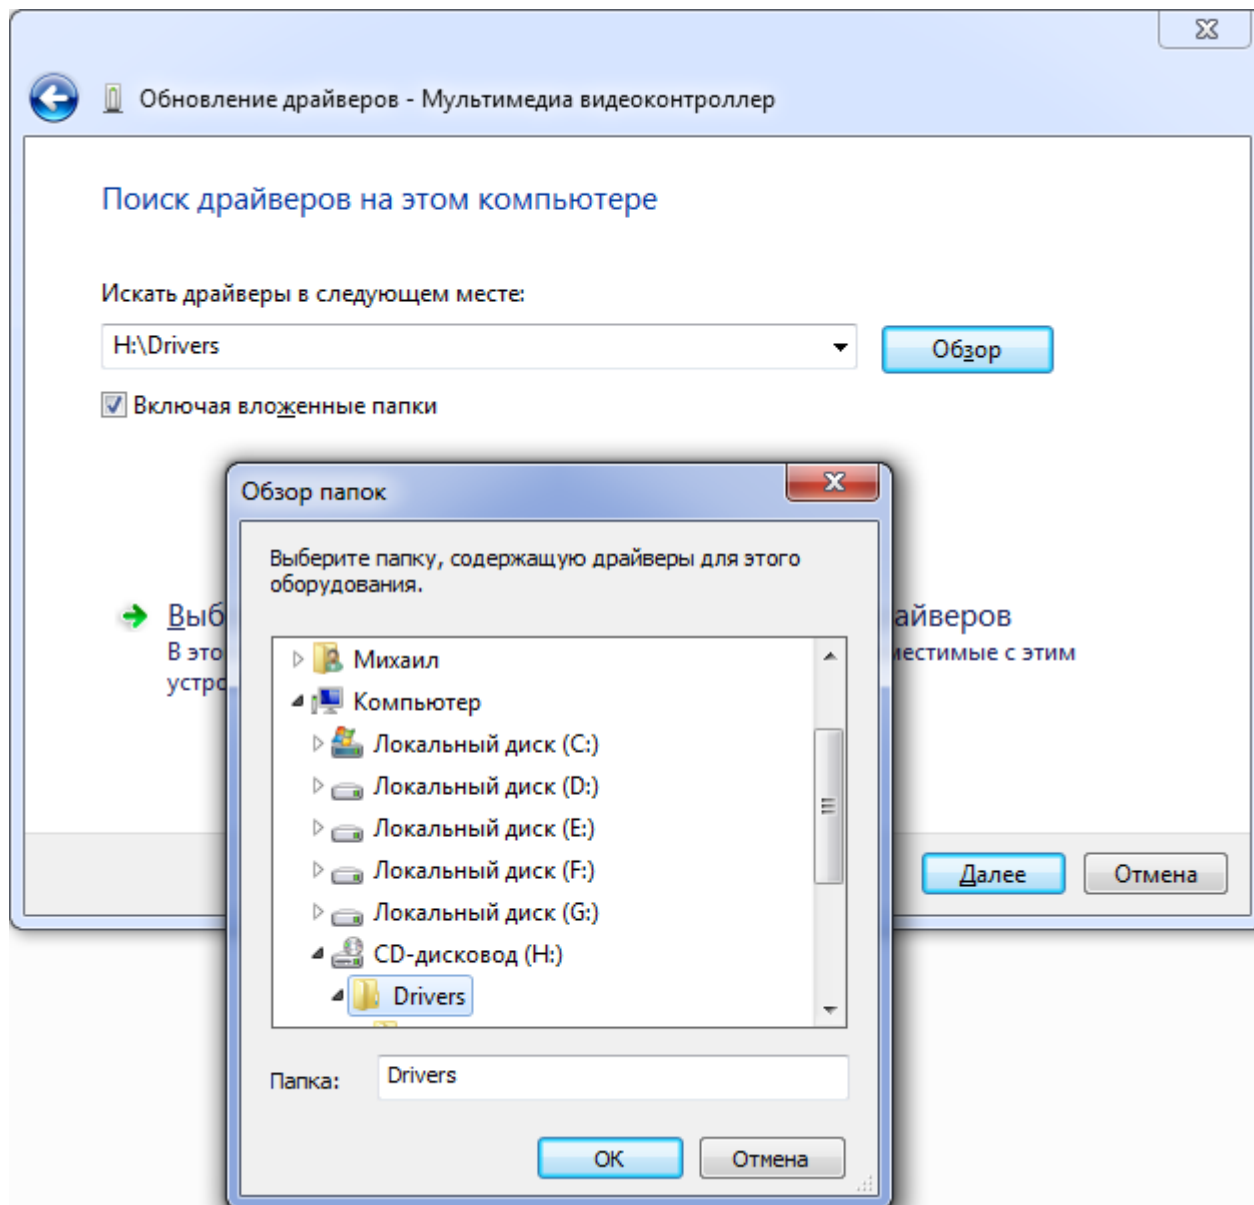 Обновление драйверов - Мультимедиа видеоконтроллер
Поиск драйверов на этом компьютере
Искать драйверы в следующем месте:
H:\Drivers
Обзор
Включая вложенные папки
Обзор папок
Выберите папку, содержащую драйверы для этого
оборудования.
Михаил
Компьютер
Локальный диск (C:)
Локальный диск (D:)
Локальный диск (E:)
Локальный диск (F:)
Локальный диск (G:)
CD-дисковод (H:)
Drivers
Папка: Drivers
OK Отмена
В
с этим
Далее Отмена